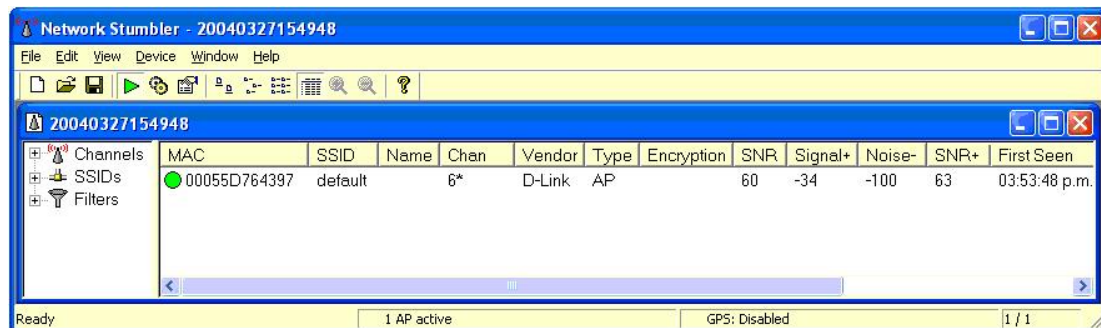 Network Stumbler - 20040327154948
File Edit View Device Window Help
20040327154948
Channels
SSIDs
Filters
MAC SSID Name Chan Vendor Type Encryption SNR Signal+ Noise- SNR+ First Seen
00055D764397 default 6* D-Link AP 60 -34 -100 63 03:53:48 p.m.
Ready 1 AP active GPS: Disabled 1 / 1